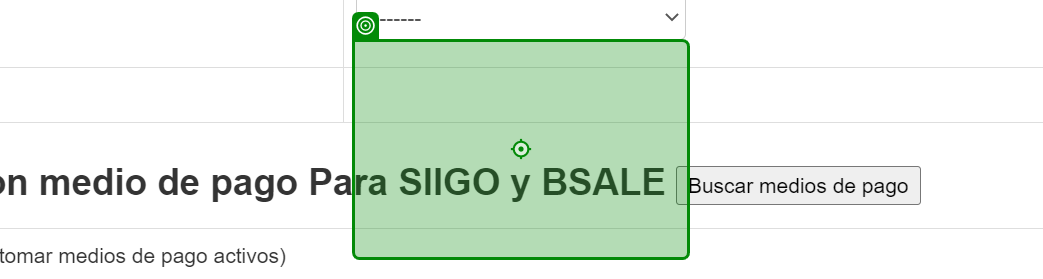 ------
on medio de pago Para SIIGO y BSALE Buscar medios de pago
tomar medios de pago activos)